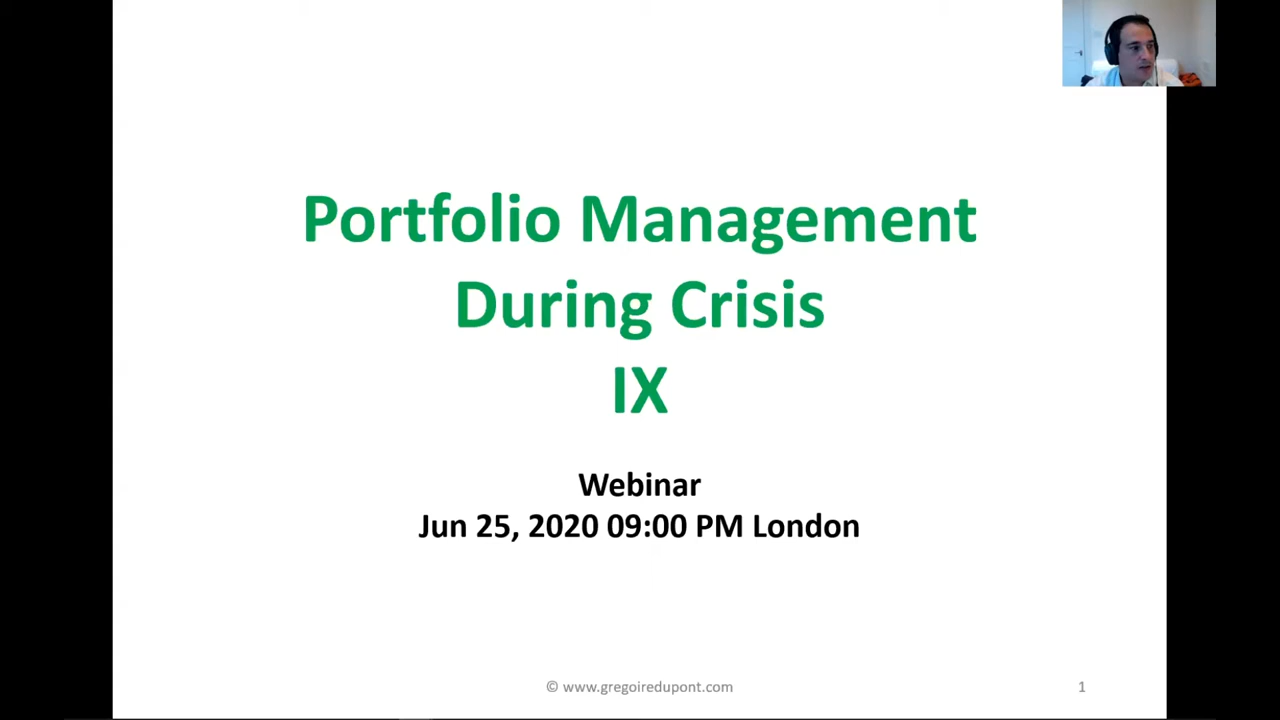 Portfolio Management
During Crisis
IX
Webinar
Jun 25, 2020 09:00 PM London
© www.gregoiredupont.com
1